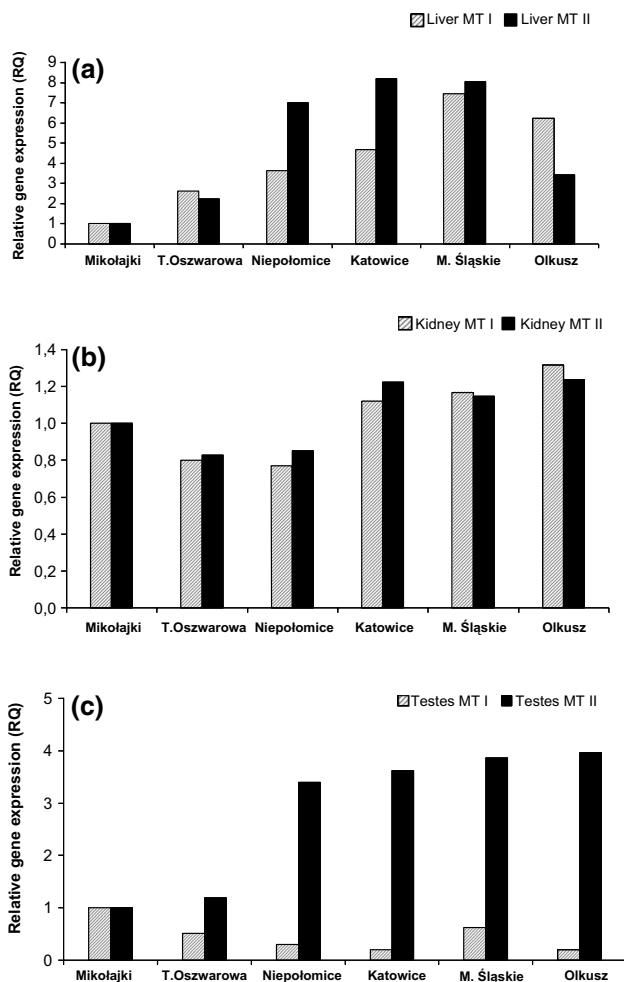 Liver MT I Liver MT II
(a)
Relative gene expression (RQ)
9
8
7
6
5
4
3
2
1
0
Mikołajki T.Oszwarowa Niepołomice Katowice M. Śląskie Olkusz
Kidney MT I Kidney MT II
(b)
Relative gene expression (RQ)
1,4
1,2
1,0
0,8
0,6
0,4
0,2
0,0
Mikołajki T.Oszwarowa Niepołomice Katowice M. Śląskie Olkusz
Testes MT I Testes MT II
(c)
Relative gene expression (RQ)
5
4
3
2
1
0
Mikołajki T.Oszwarowa Niepołomice Katowice M. Śląskie Olkusz